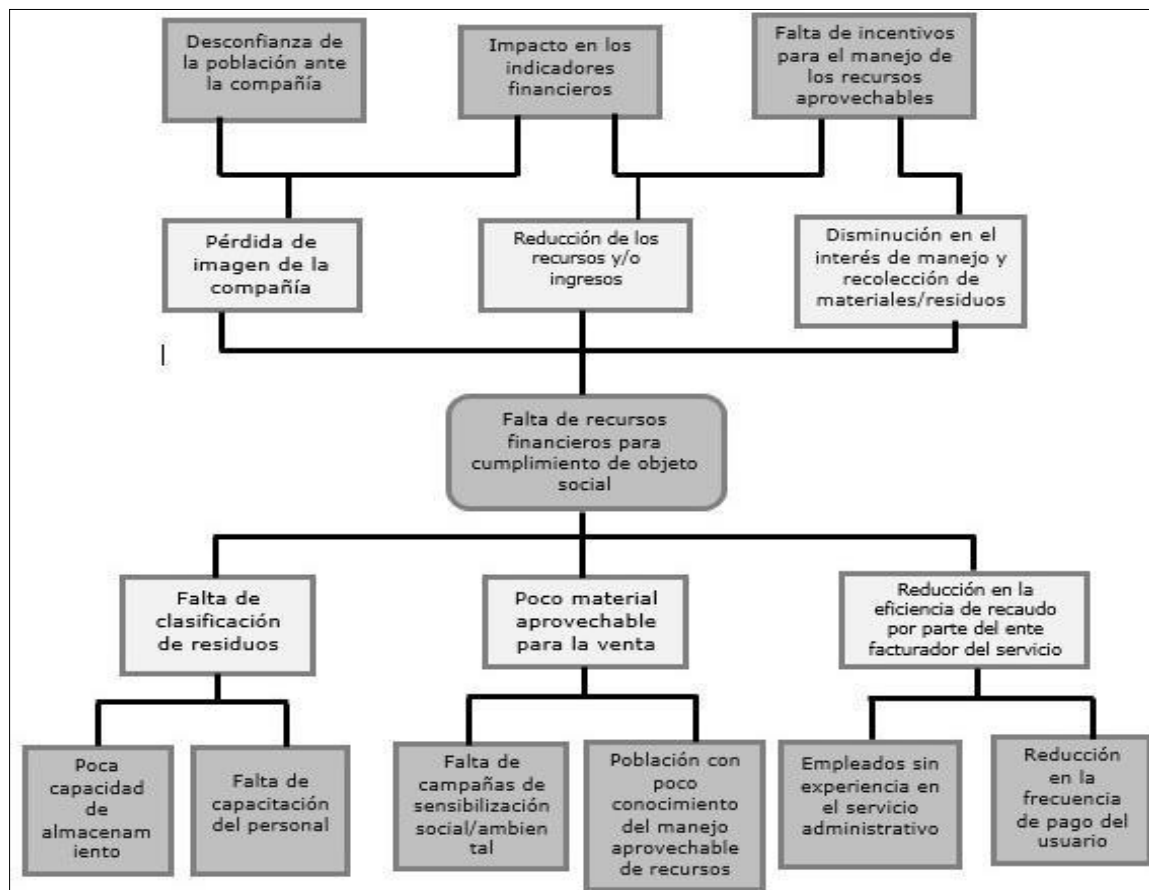 Desconfianza de
la población ante
la compañía
Impacto en los
indicadores
financieros
Falta de incentivos
para el manejo de
los recursos
aprovechables
Pérdida de
imagen de la
compañía
Reducción de los
recursos y/o
ingresos
Disminución en el
interés de manejo y
recolección de
materiales/residuos
Falta de recursos
financieros para
cumplimiento de objeto
social
Falta de
clasificación
de residuos
Poco material
aprovechable
para la venta
Reducción en la
eficiencia de recaudo
por parte del ente
facturador del servicio
Poca
capacidad
de
almacenam
iento
Falta de
capacitación
del personal
Falta de
campañas de
sensibilización
social/ambien
tal
Población con
poco
conocimiento
del manejo
aprovechable
de recursos
Empleados sin
experiencia en
el servicio
administrativo
Reducción
en la
frecuencia
de pago del
usuario